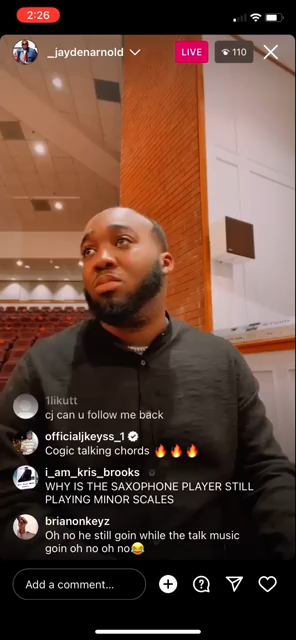 2:26
_jaydenarnold
LIVE
110
1likutt
cj can u follow me back
officialjkeyss_1
Cogic talking chords 🔥🔥🔥
i_am_kris_brooks
WHY IS THE SAXOPHONE PLAYER STILL
PLAYING MINOR SCALES
brianonkeyz
Oh no he still goin while the talk music
goin oh no oh no😂
Add a comment...